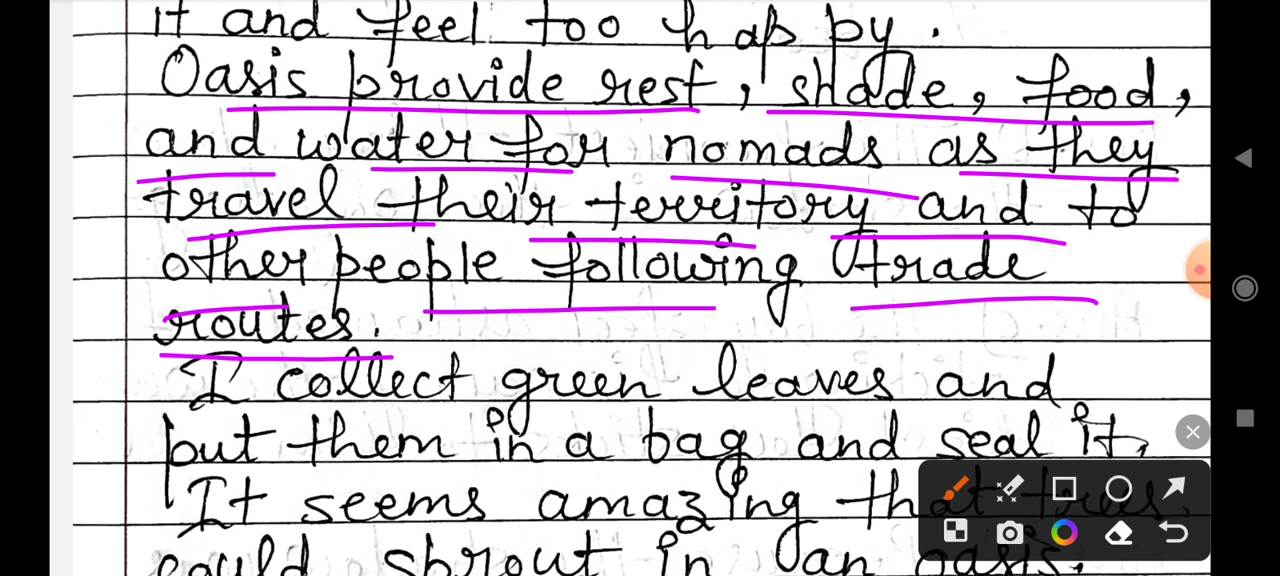 it and feel too happy.
Oasis provide rest, shade, food,
and water for nomads as they
travel their territory and to
other people following trade
routes.
I collect green leaves and
put them in a bag and seal it,
It seems amazing that trees
could sprout in an oasis.